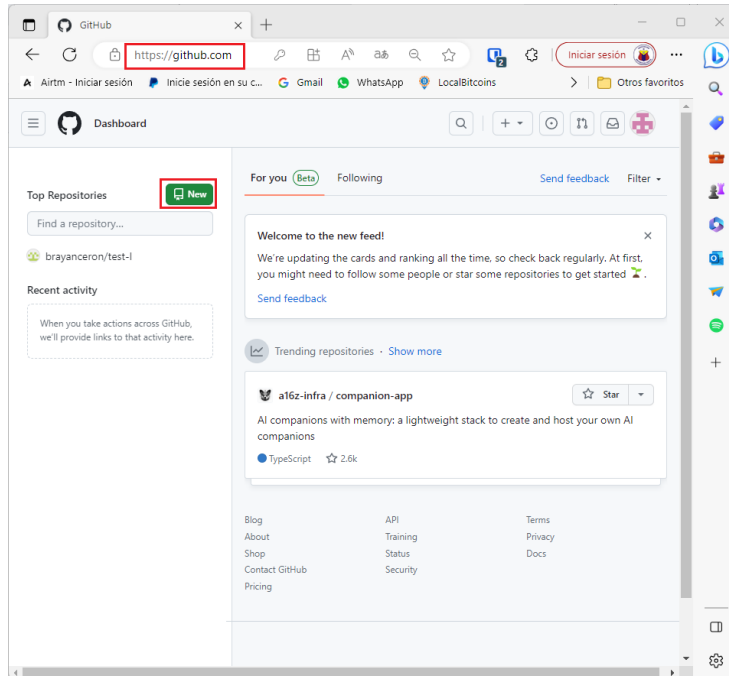 GitHub
https://github.com
Iniciar sesión
Airtm - Iniciar sesión
Inicie sesión en su c...
Gmail
WhatsApp
LocalBitcoins
Otros favoritos
Dashboard
Top Repositories
New
Find a repository...
brayanceron/test-l
Recent activity
When you take actions across GitHub,
we'll provide links to that activity here.
For you Beta Following
Send feedback Filter
Welcome to the new feed!
We're updating the cards and ranking all the time, so check back regularly. At first,
you might need to follow some people or star some repositories to get started .
Send feedback
Trending repositories · Show more
a16z-infra / companion-app
Star
AI companions with memory: a lightweight stack to create and host your own AI
companions
TypeScript 2.6k
Blog API Terms
About Training Privacy
Shop Status Docs
Contact GitHub Security
Pricing